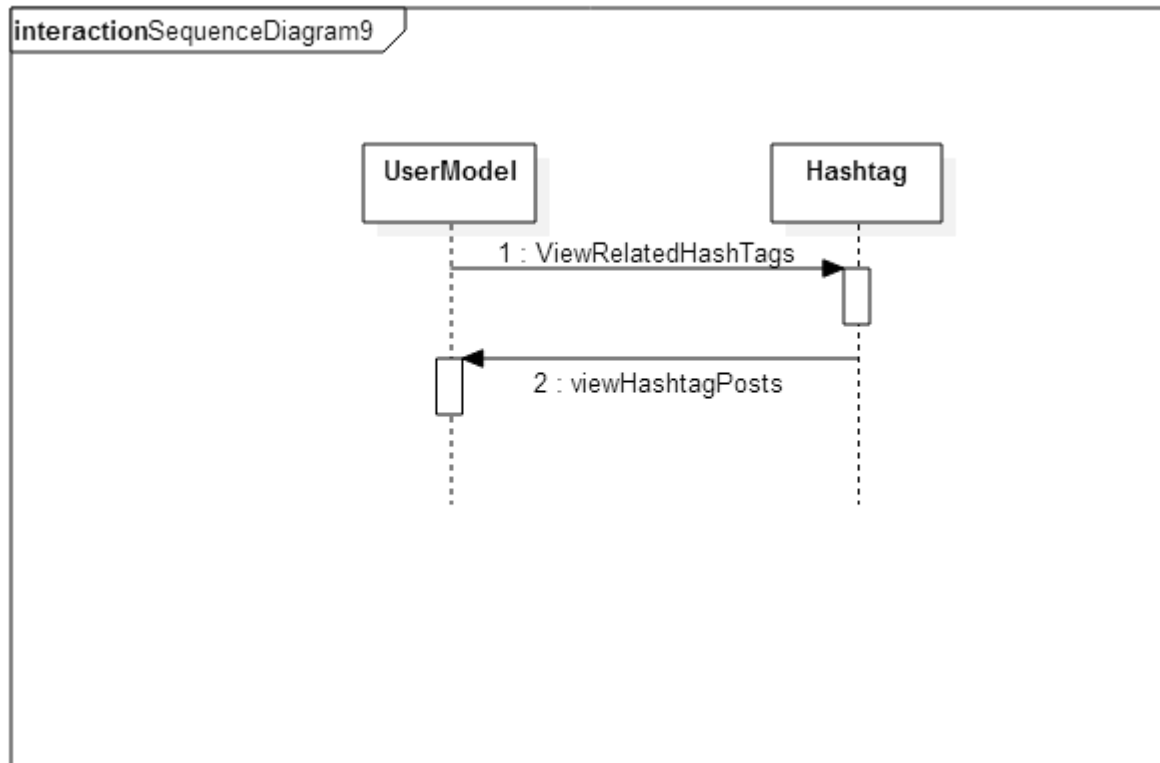 interactionSequenceDiagram9
UserModel
Hashtag
1 : ViewRelatedHashTags
2 : viewHashtagPosts